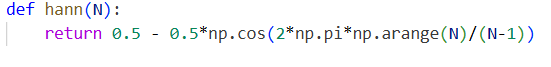 def hann(N):
    return 0.5 - 0.5*np.cos(2*np.pi*np.arange(N)/(N-1))